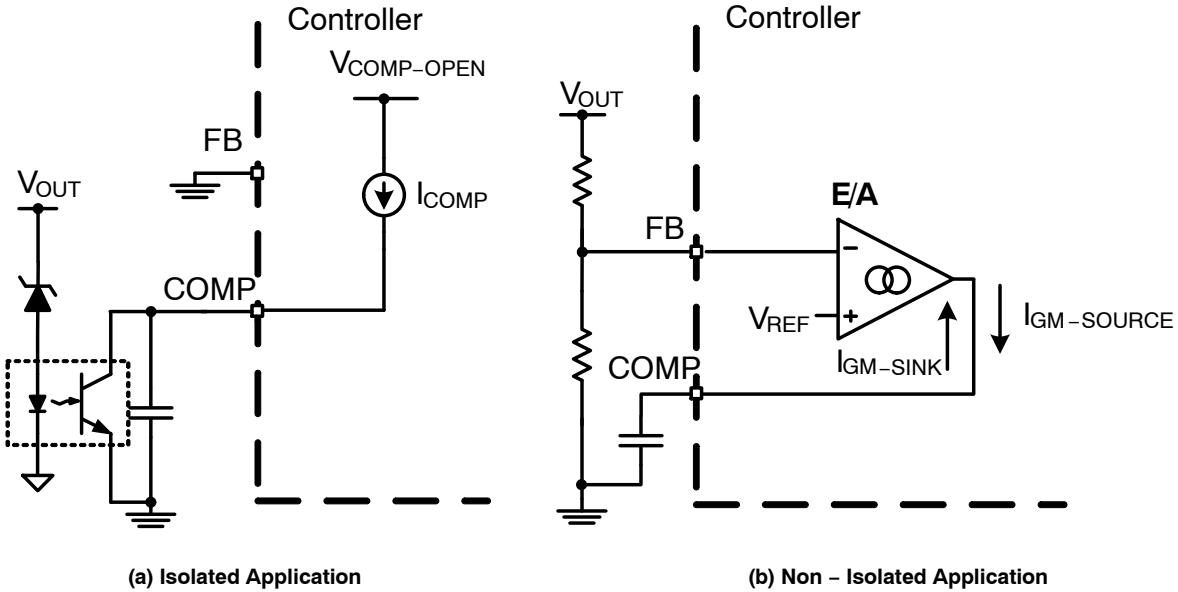 Controller
VCOMP−OPEN
FB
VOUT
ICOMP
COMP
(a) Isolated Application
Controller
VOUT
E/A
FB
−
VREF
+
IGM−SINK
IGM−SOURCE
COMP
(b) Non − Isolated Application